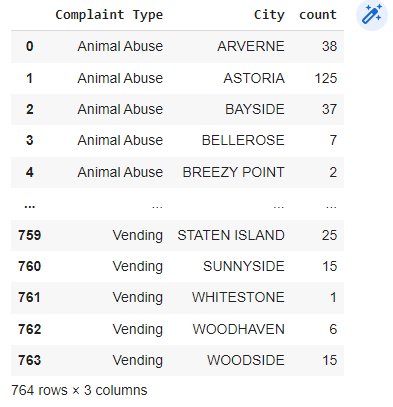 Complaint Type City count
0 Animal Abuse ARVERNE 38
1 Animal Abuse ASTORIA 125
2 Animal Abuse BAYSIDE 37
3 Animal Abuse BELLEROSE 7
4 Animal Abuse BREEZY POINT 2
... ... ... ...
759 Vending STATEN ISLAND 25
760 Vending SUNNYSIDE 15
761 Vending WHITESTONE 1
762 Vending WOODHAVEN 6
763 Vending WOODSIDE 15
764 rows × 3 columns